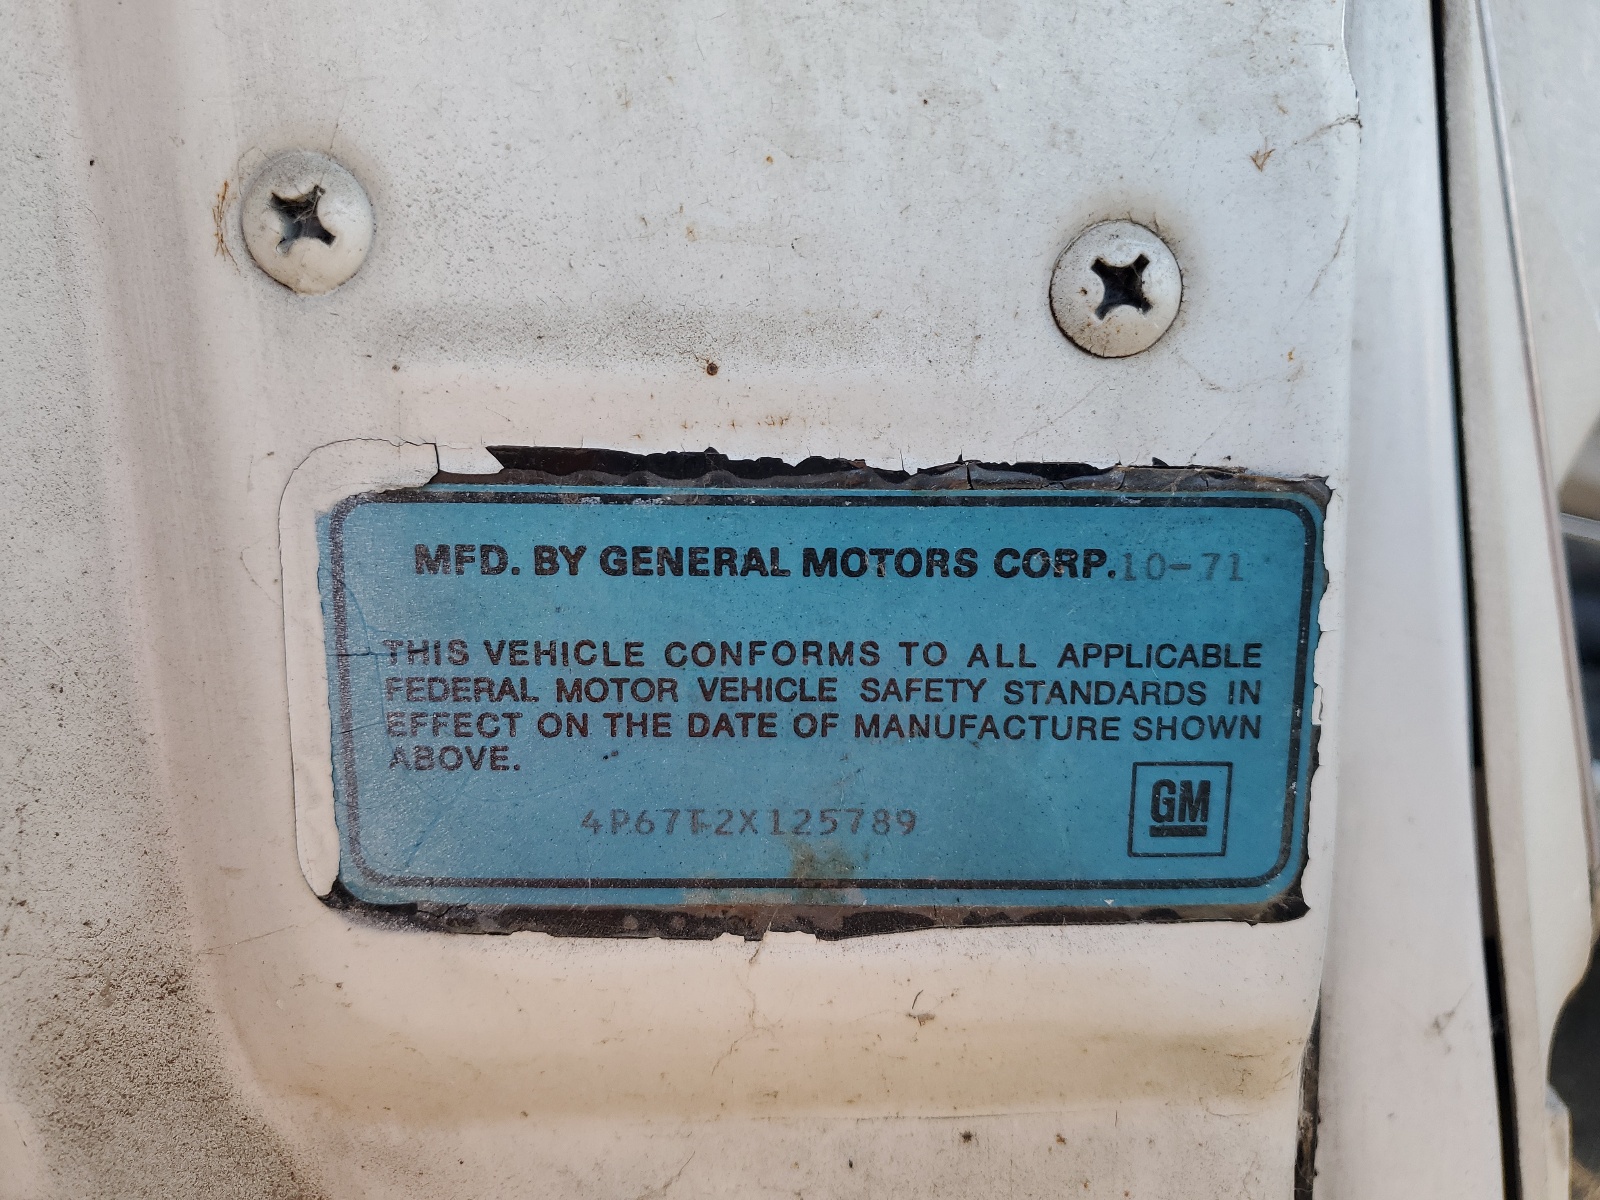 MFD. BY GENERAL MOTORS CORP. 10-71
THIS VEHICLE CONFORMS TO ALL APPLICABLE
FEDERAL MOTOR VEHICLE SAFETY STANDARDS IN
EFFECT ON THE DATE OF MANUFACTURE SHOWN
ABOVE.
4P67T2X125789
GM